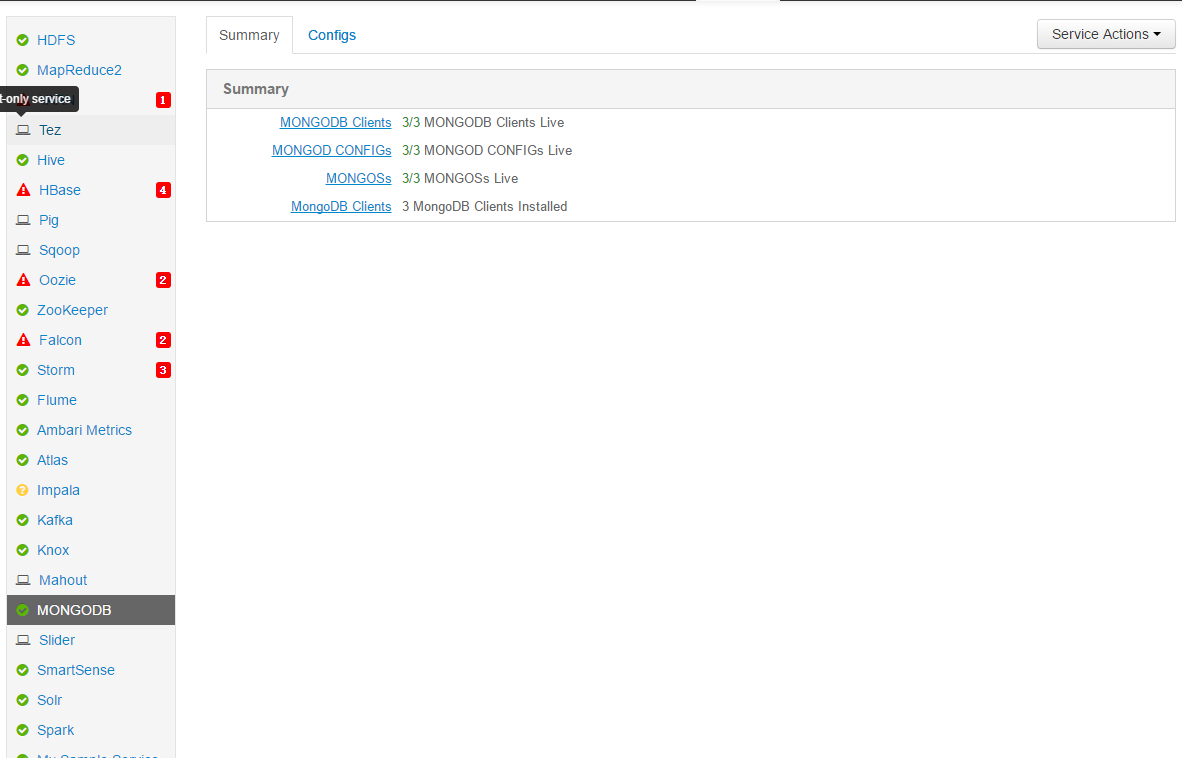 HDFS
MapReduce2
t-only service
1
Tez
Hive
HBase 4
Pig
Sqoop
Oozie 2
ZooKeeper
Falcon 2
Storm 3
Flume
Ambari Metrics
Atlas
Impala
Kafka
Knox
Mahout
MONGODB
Slider
SmartSense
Solr
Spark
My Sample Service
Summary Configs Service Actions
Summary
MONGODB Clients 3/3 MONGODB Clients Live
MONGOD CONFIGs 3/3 MONGOD CONFIGs Live
MONGOSs 3/3 MONGOSs Live
MongoDB Clients 3 MongoDB Clients Installed